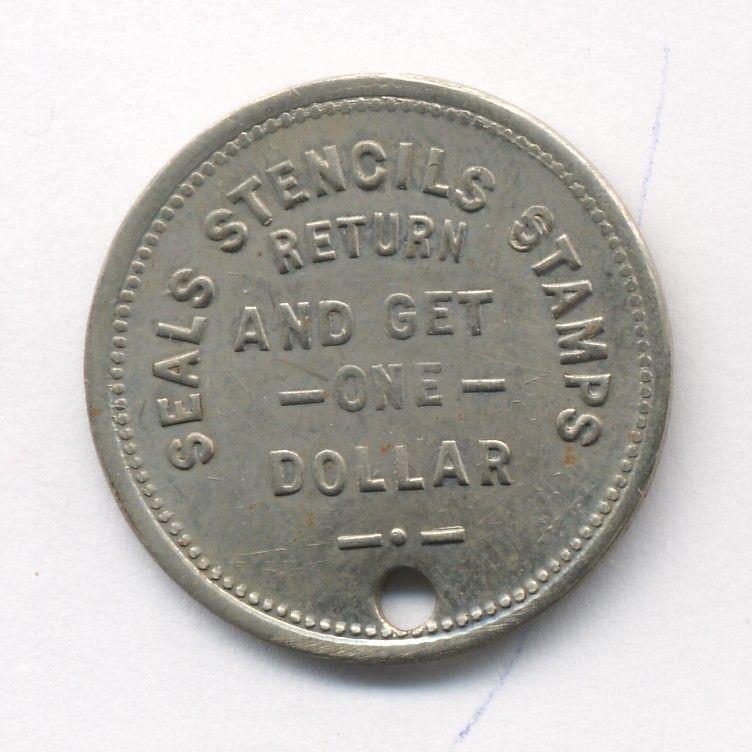 SEALS STENCILS STAMPS
RETURN
AND GET
— ONE —
DOLLAR